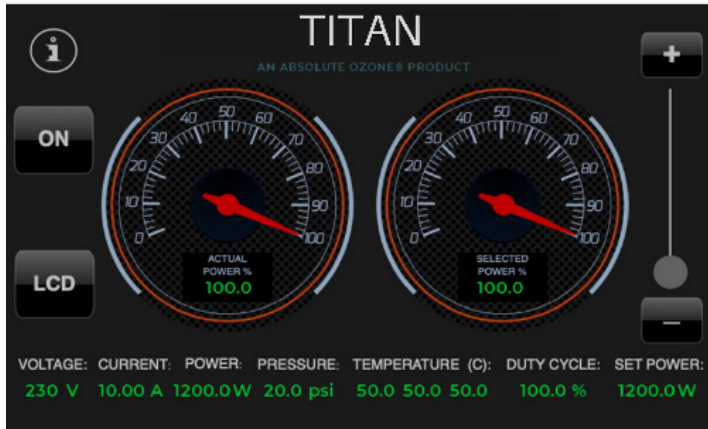 TITAN
AN ABSOLUTE OZONE® PRODUCT
i
+
ON
0 10 20 30 40 50 60 70 80 90 100
ACTUAL
POWER %
100.0
0 10 20 30 40 50 60 70 80 90 100
SELECTED
POWER %
100.0
LCD
−
VOLTAGE: CURRENT: POWER: PRESSURE: TEMPERATURE (C): DUTY CYCLE: SET POWER:
230 V 10.00 A 1200.0 W 20.0 psi 50.0 50.0 50.0 100.0 % 1200.0 W